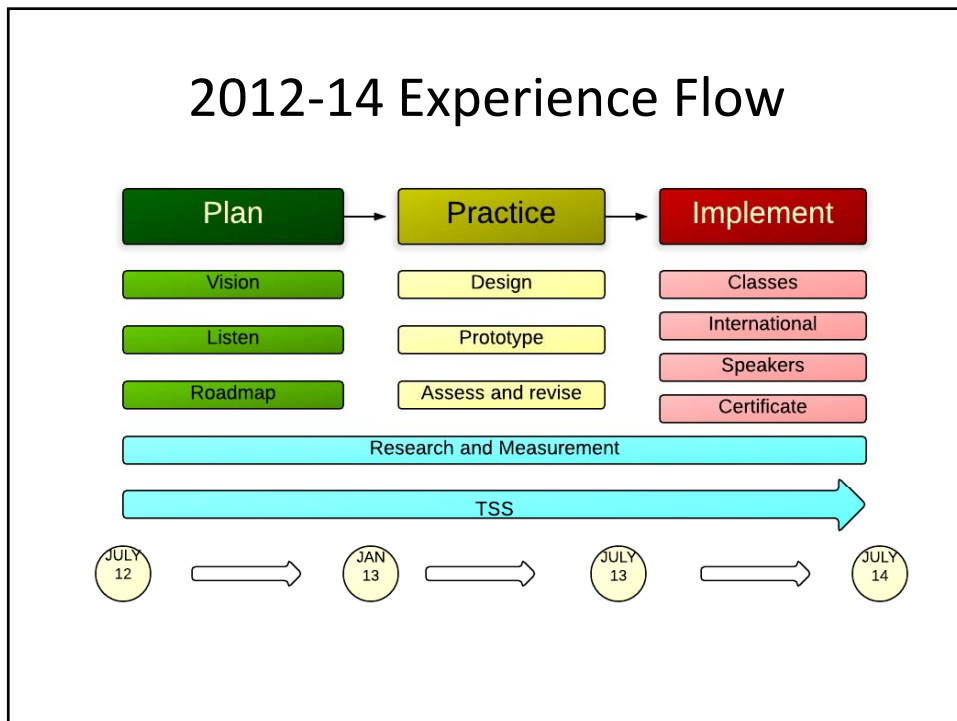 2012-14 Experience Flow
Plan
Practice
Implement
Vision
Design
Classes
Listen
Prototype
International
Roadmap
Assess and revise
Speakers
Certificate
Research and Measurement
TSS
JULY
12
JAN
13
JULY
13
JULY
14